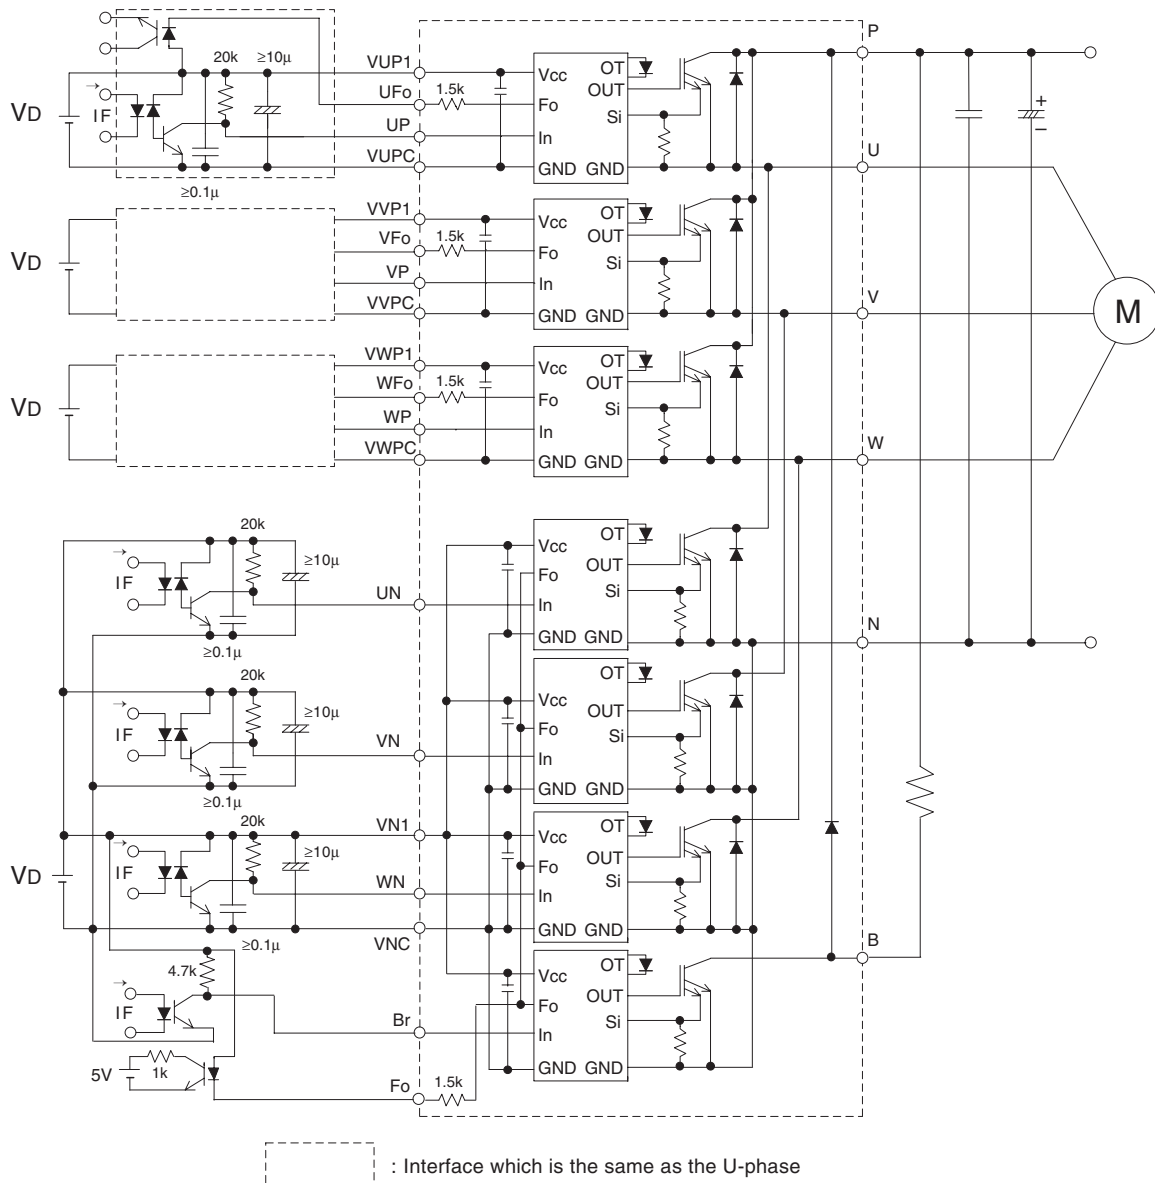 P
20k
≥10μ
VUP1
OT
Vcc
OUT
UFo
1.5k
Fo
Si
+
–
VD
IF
UP
In
VUPC
GND GND
U
≥0.1μ
VVP1
Vcc
OT
OUT
VFo
1.5k
Fo
Si
VD
VP
In
VVPC
GND GND
V
M
VWP1
Vcc
OT
OUT
WFo
1.5k
Fo
Si
VD
WP
In
VWPC
GND GND
W
20k
≥10μ
OT
Vcc
OUT
IF
Fo
Si
UN
In
GND GND
N
≥0.1μ
20k
OT
≥10μ
Vcc
OUT
IF
Fo
Si
VN
In
GND GND
≥0.1μ
20k
VN1
Vcc
OT
≥10μ
OUT
VD
IF
Fo
Si
WN
In
VNC
GND GND
B
≥0.1μ
4.7k
Vcc
OT
OUT
IF
Fo
Si
Br
In
5V
1k
GND GND
Fo
1.5k
: Interface which is the same as the U-phase